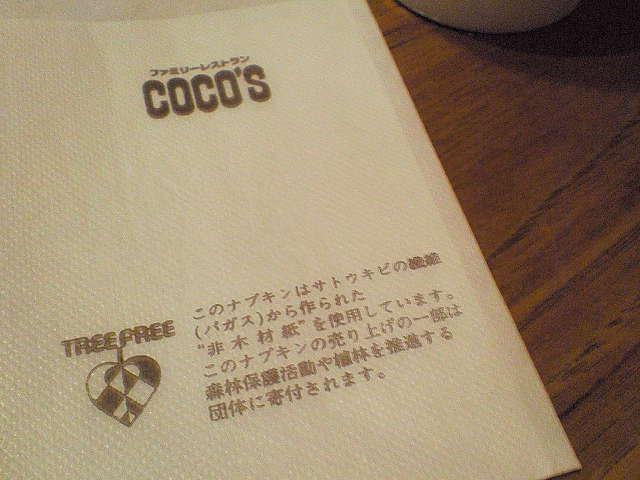 ファミリーレストラン
COCO'S
このナプキンはサトウキビの繊維
(バガス)から作られた
"非木材紙"を使用しています。
このナプキンの売り上げの一部は
森林保護活動や植林を推進する
団体に寄付されます。
TREE FREE